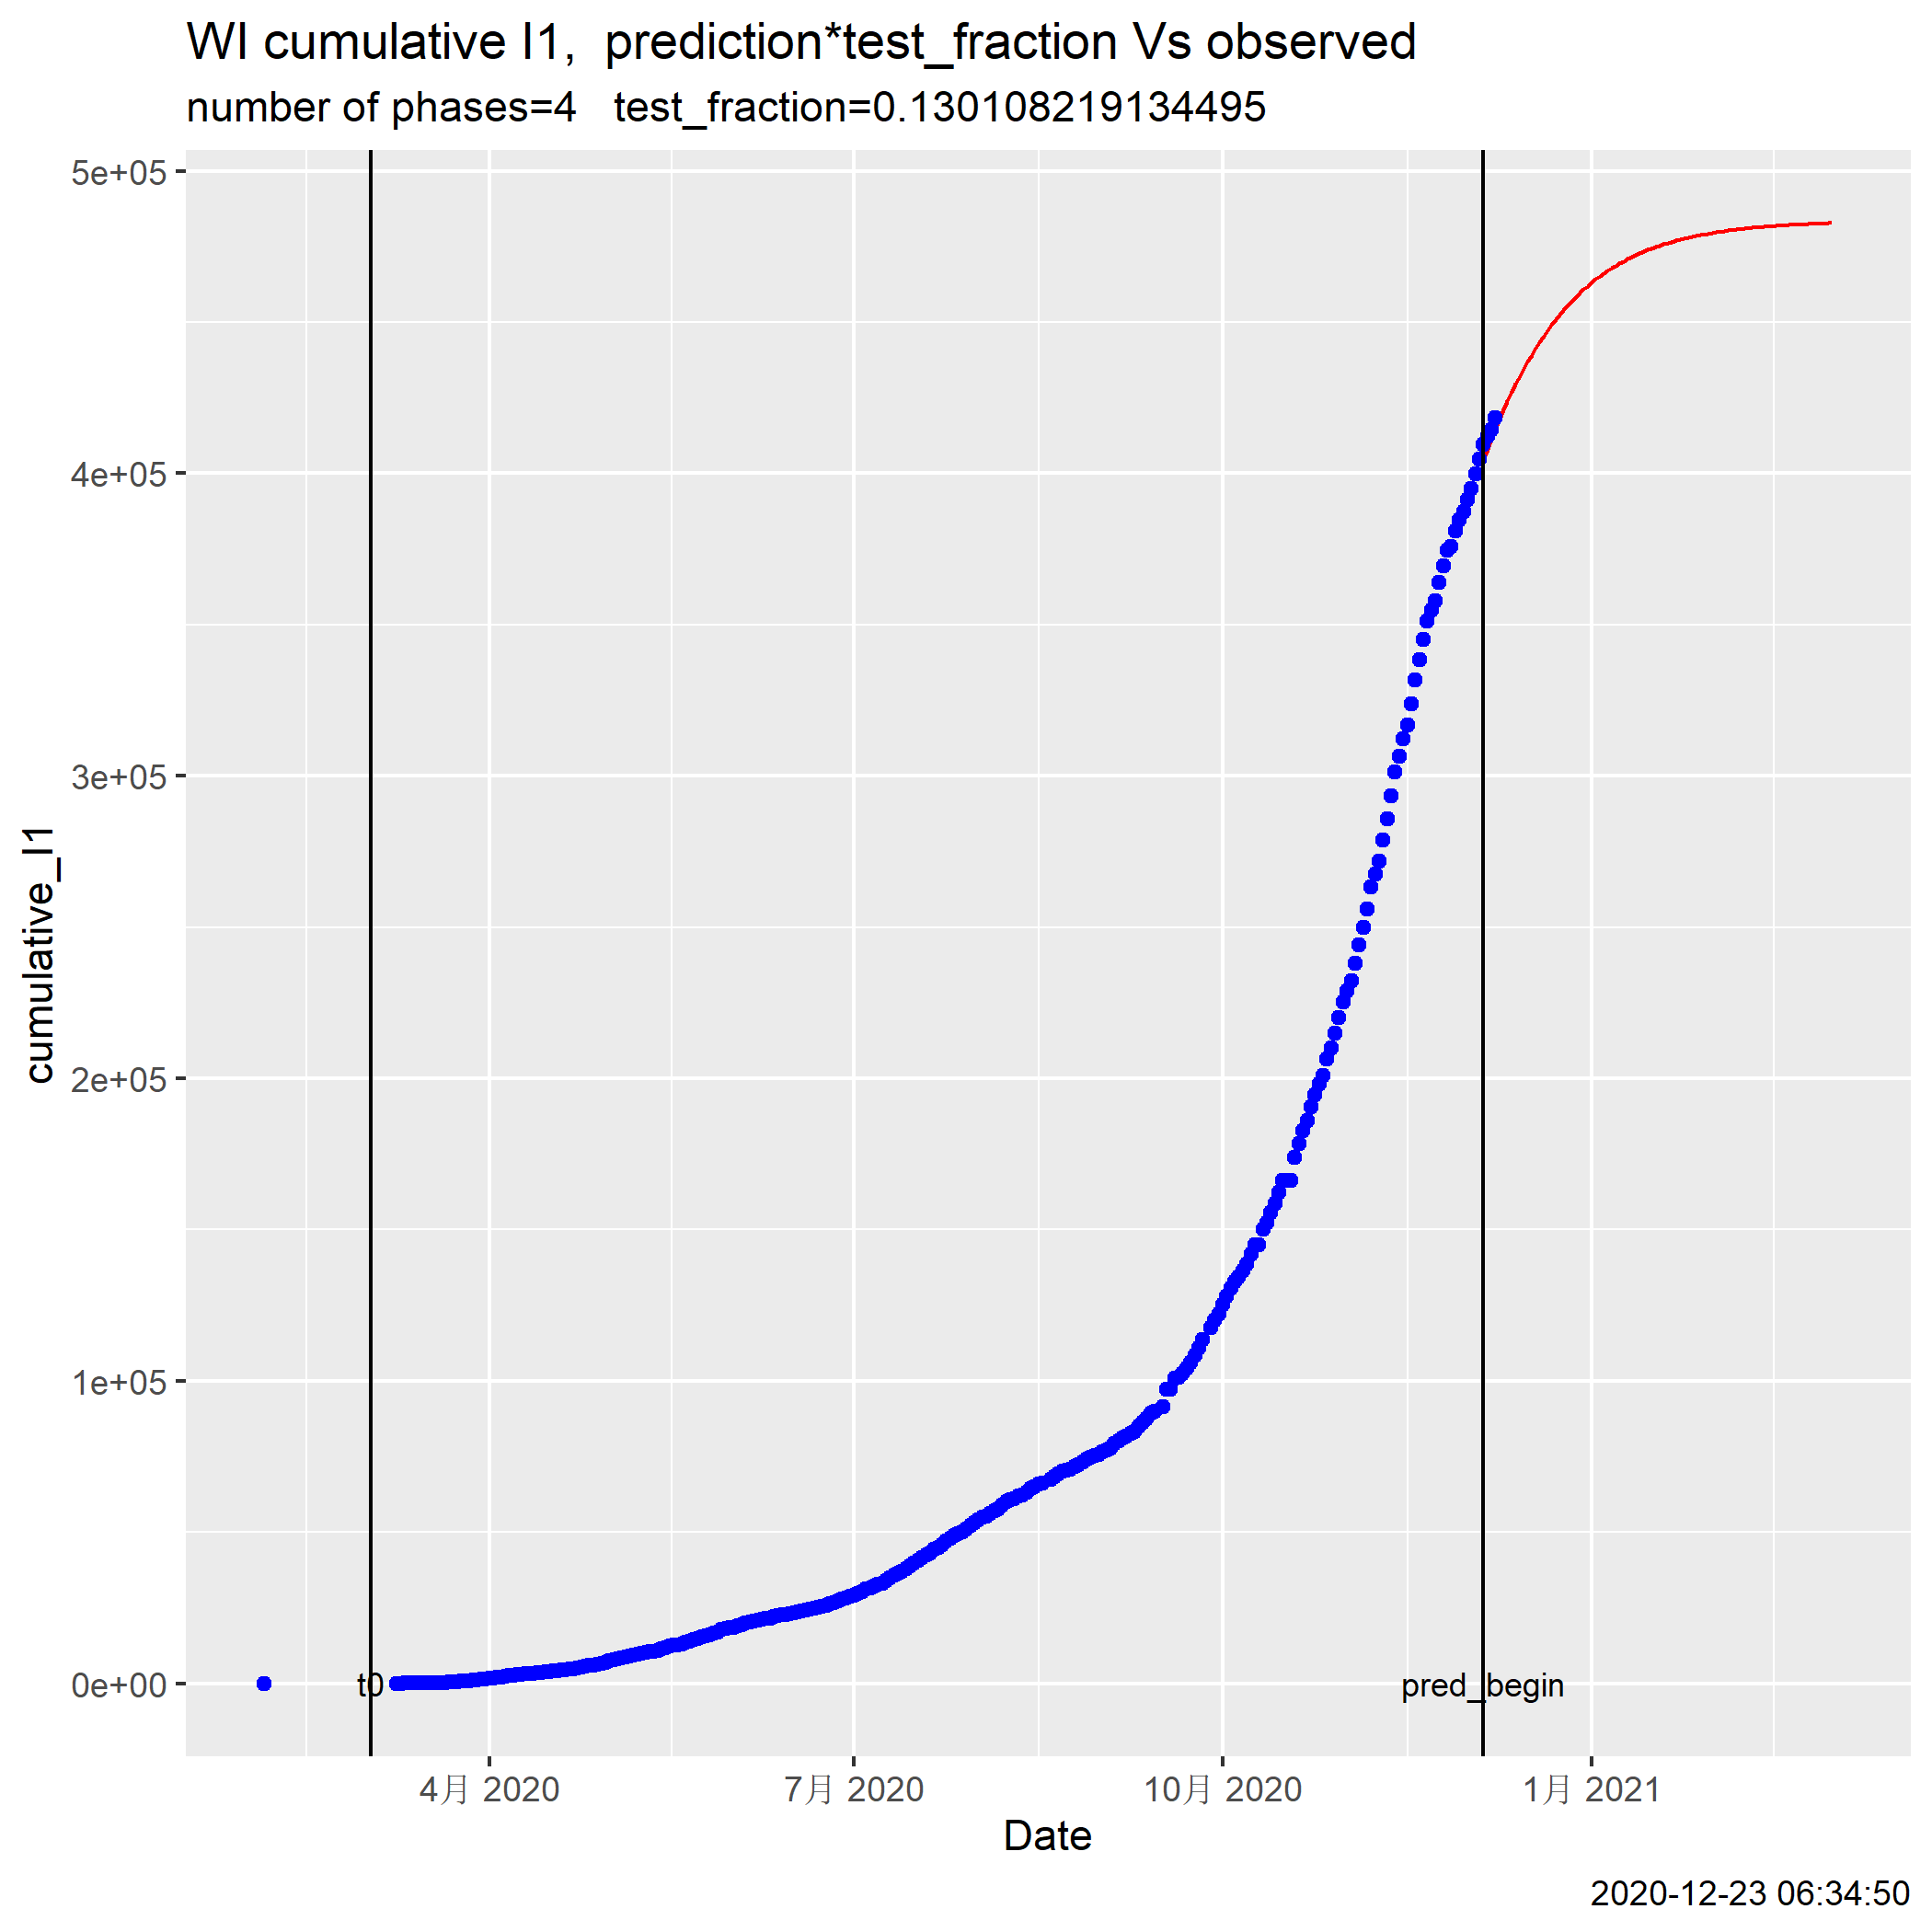 WI cumulative I1,  prediction*test_fraction Vs observed
number of phases=4   test_fraction=0.130108219134495
5e+05
4e+05
3e+05
2e+05
1e+05
0e+00
cumulative_I1
t0
pred_begin
4月 2020
7月 2020
10月 2020
1月 2021
Date
2020-12-23 06:34:50